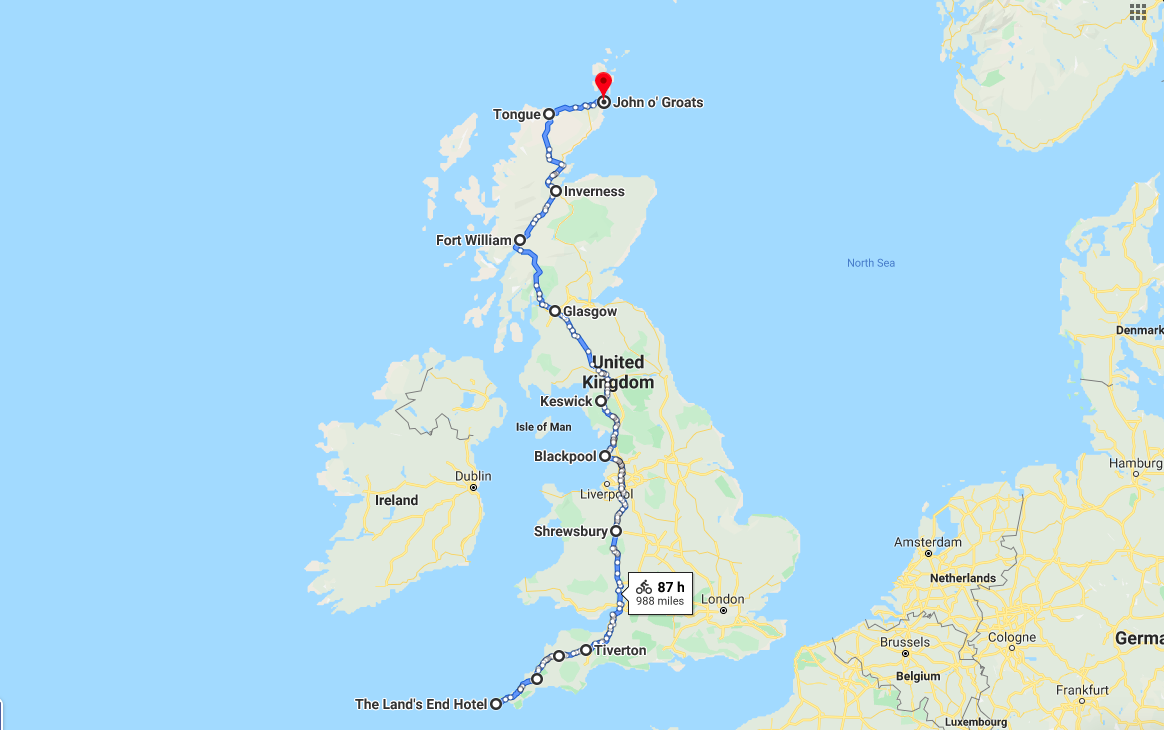 John o' Groats
Tongue
Inverness
Fort William
North Sea
Glasgow
Denmark
United
Kingdom
Keswick
Isle of Man
Blackpool
Hamburg
Dublin
Liverpool
Ireland
Shrewsbury
Amsterdam
Netherlands
87 h
988 miles
London
Cologne
Germa
Brussels
Tiverton
Belgium
Frankfurt
The Land's End Hotel
Luxembourg